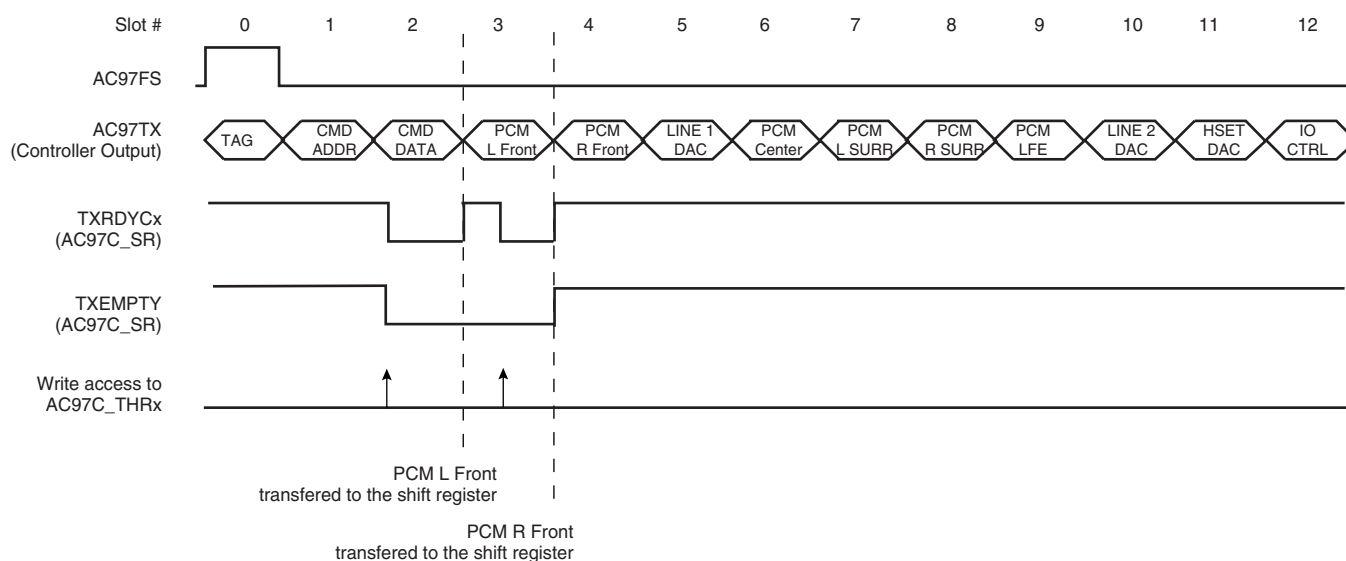 Slot # 0 1 2 3 4 5 6 7 8 9 10 11 12
AC97FS
AC97TX
(Controller Output)
TAG
CMD
ADDR
CMD
DATA
PCM
L Front
PCM
R Front
LINE 1
DAC
PCM
Center
PCM
L SURR
PCM
R SURR
PCM
LFE
LINE 2
DAC
HSET
DAC
IO
CTRL
TXRDYCx
(AC97C_SR)
TXEMPTY
(AC97C_SR)
Write access to
AC97C_THRx
PCM L Front
transfered to the shift register
PCM R Front
transfered to the shift register